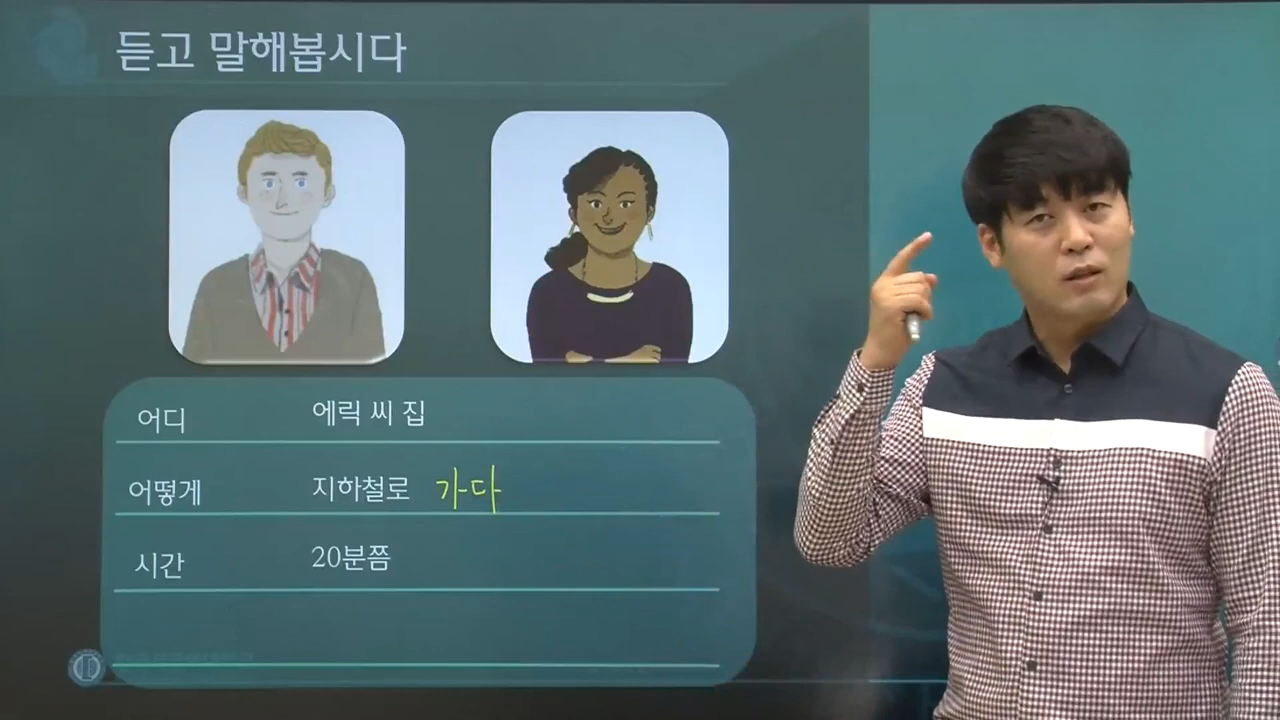 듣고 말해봅시다
어디 에릭 씨 집
어떻게 지하철로 가다
시간 20분쯤